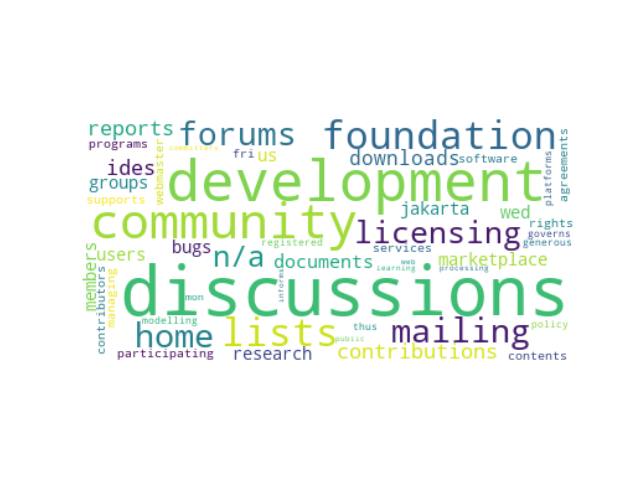 reports forums foundation
programs committers
fri us downloads software
ides webmaster development platforms agreements
groups
supports jakarta wed
community licensing rights
governs
generous
bugs n/a registered services
members users documents web marketplace
learning processing
contributors managing mon discussions informs
modelling
home lists thus mailing policy
public
participating research contributions contents